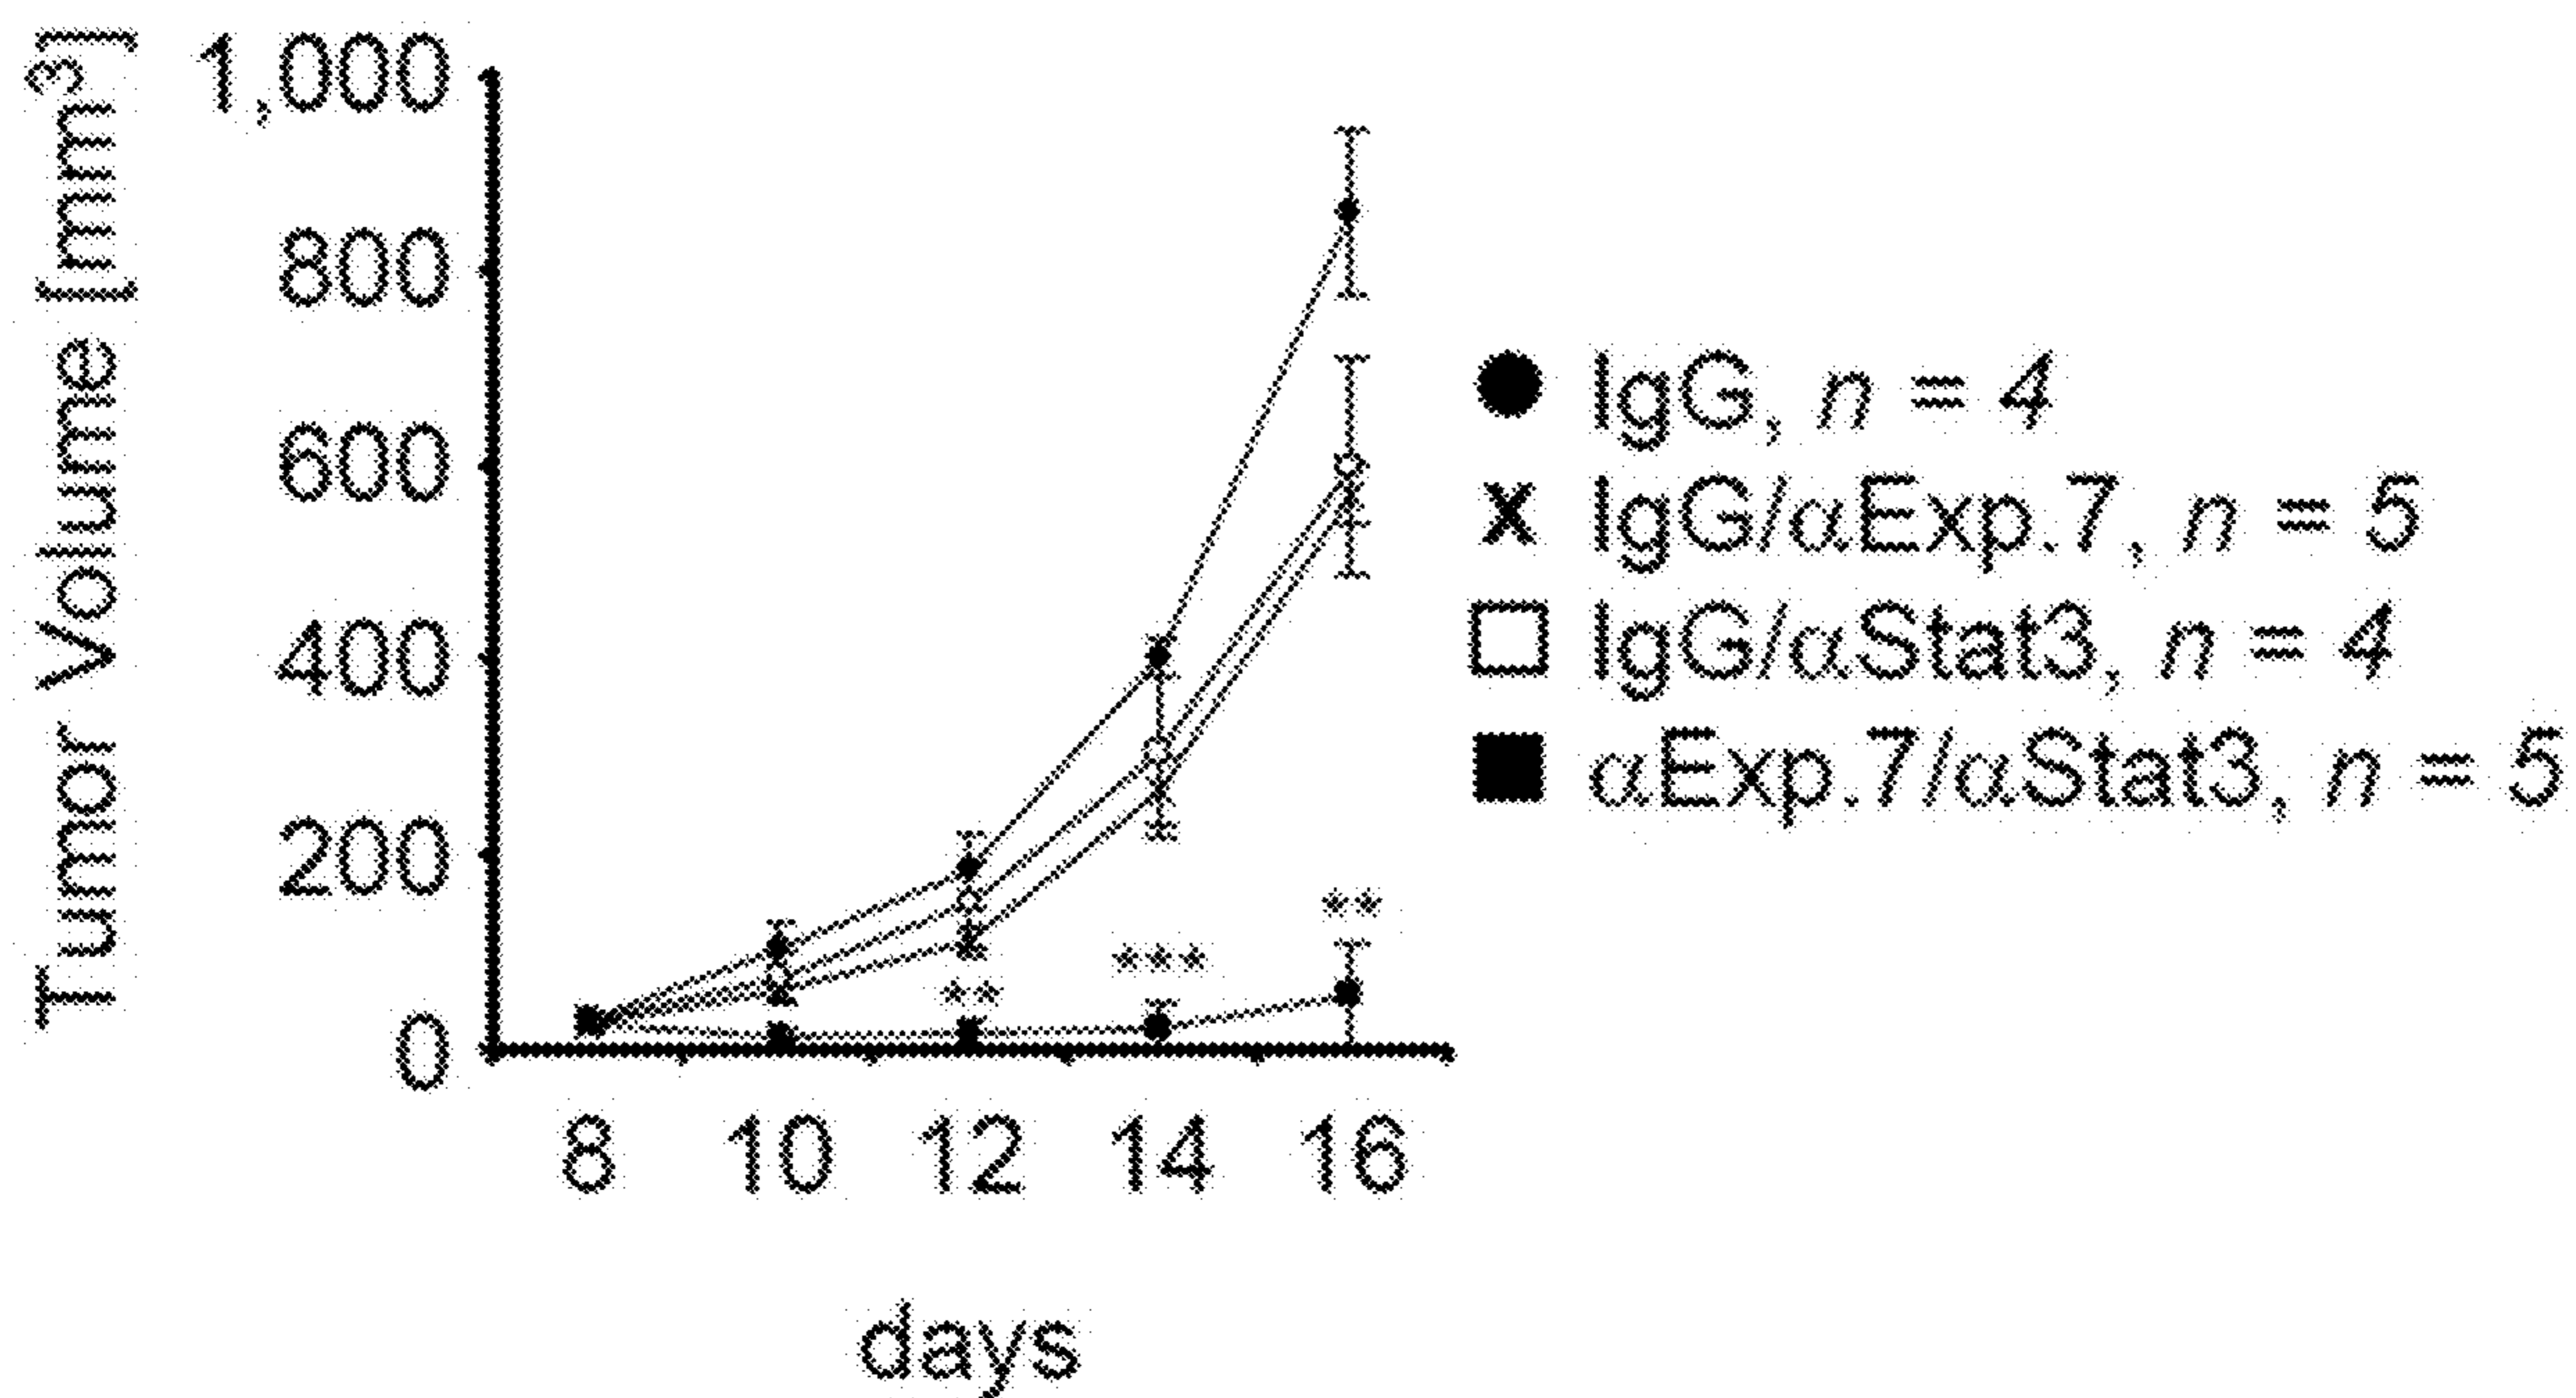 Tumor Volume [mm³]
1,000
800
600
400
200
0
8 10 12 14 16
days
IgG, n = 4
IgG/αExp.7, n = 5
IgG/αStat3, n = 4
αExp.7/αStat3, n = 5
**
***
**